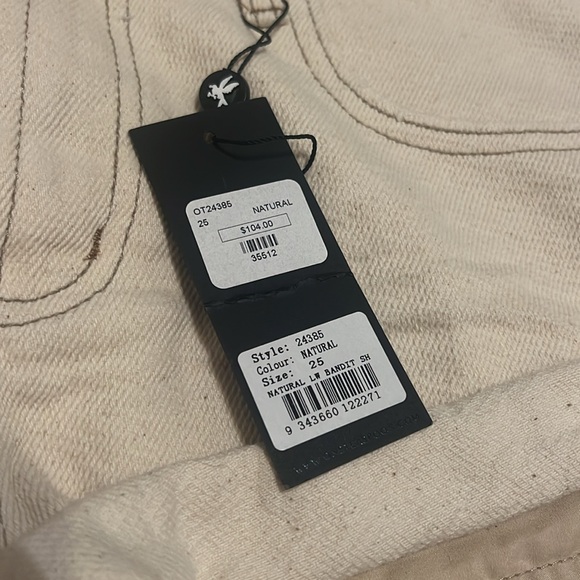 OT24385
25 NATURAL
$104.00
35512
Style: 24385
Colour: NATURAL
Size: 25
NATURAL LW BANDIT SH
9 343660 122271